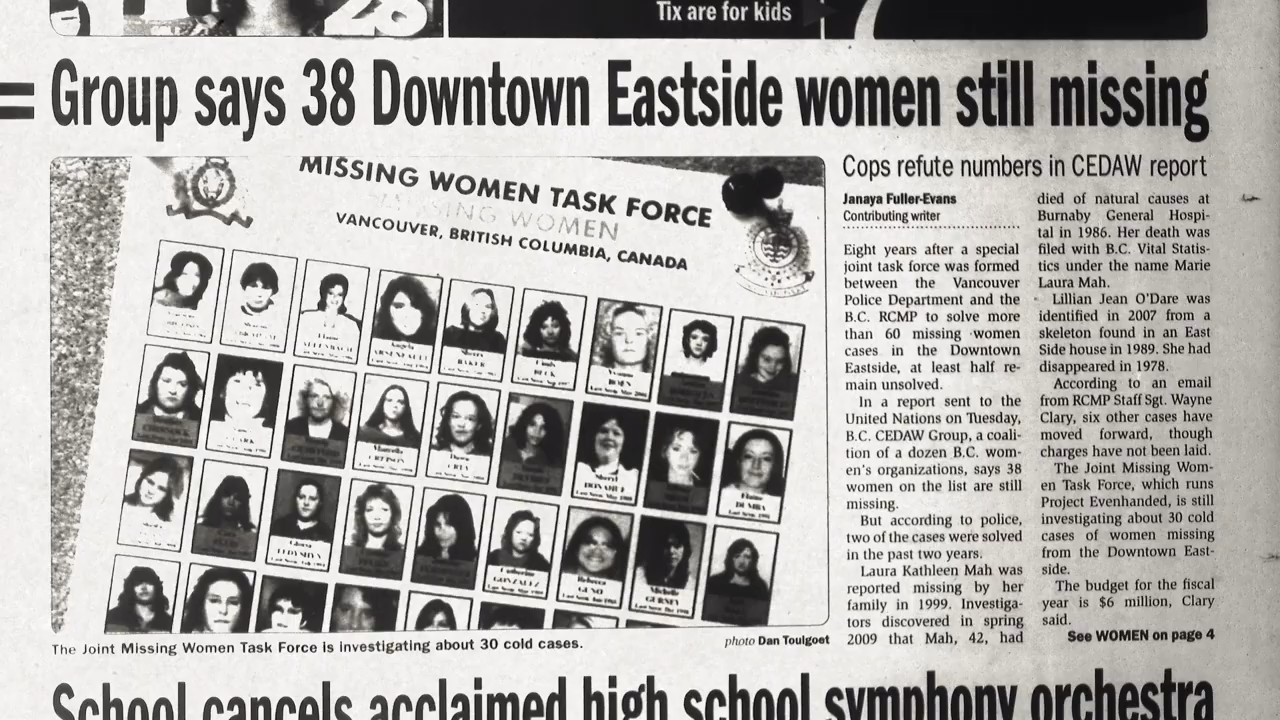 Tix are for kids
Group says 38 Downtown Eastside women still missing
MISSING WOMEN TASK FORCE
MISSING WOMEN
VANCOUVER, BRITISH COLUMBIA, CANADA
The Joint Missing Women Task Force is investigating about 30 cold cases.
photo Dan Toulgoet
Cops refute numbers in CEDAW report
Janaya Fuller-Evans
Contributing writer
Eight years after a special
joint task force was formed
between the Vancouver
Police Department and the
B.C. RCMP to solve more
than 60 missing women
cases in the Downtown
Eastside, at least half re-
main unsolved.
In a report sent to the
United Nations on Tuesday,
B.C. CEDAW Group, a coali-
tion of a dozen B.C. wom-
en's organizations, says 38
women on the list are still
missing.
But according to police,
two of the cases were solved
in the past two years.
Laura Kathleen Mah was
reported missing by her
family in 1999. Investiga-
tors discovered in spring
2009 that Mah, 42, had
died of natural causes at
Burnaby General Hospi-
tal in 1986. Her death was
filed with B.C. Vital Statis-
tics under the name Marie
Laura Mah.
Lillian Jean O'Dare was
identified in 2007 from a
skeleton found in an East
Side house in 1989. She had
disappeared in 1978.
According to an email
from RCMP Staff Sgt. Wayne
Clary, six other cases have
moved forward, though
charges have not been laid.
The Joint Missing Wom-
en Task Force, which runs
Project Evenhanded, is still
investigating about 30 cold
cases of women missing
from the Downtown East-
side.
The budget for the fiscal
year is $6 million, Clary
said.
See WOMEN on page 4
School cancels acclaimed high school symphony orchestra